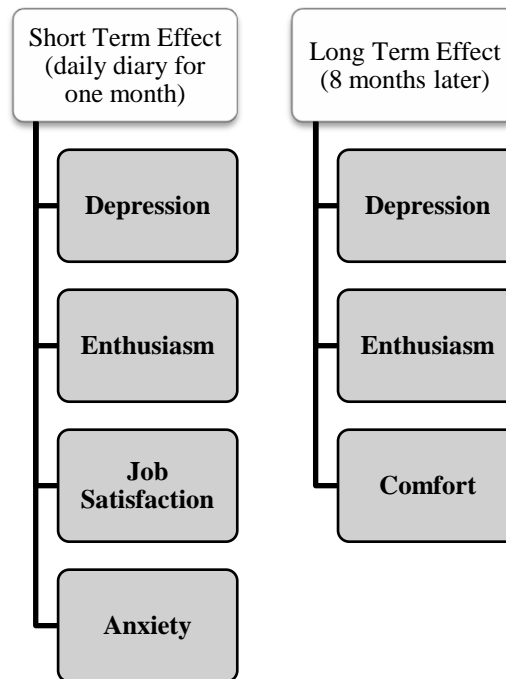 Short Term Effect
(daily diary for
one month)
Depression
Enthusiasm
Job
Satisfaction
Anxiety
Long Term Effect
(8 months later)
Depression
Enthusiasm
Comfort